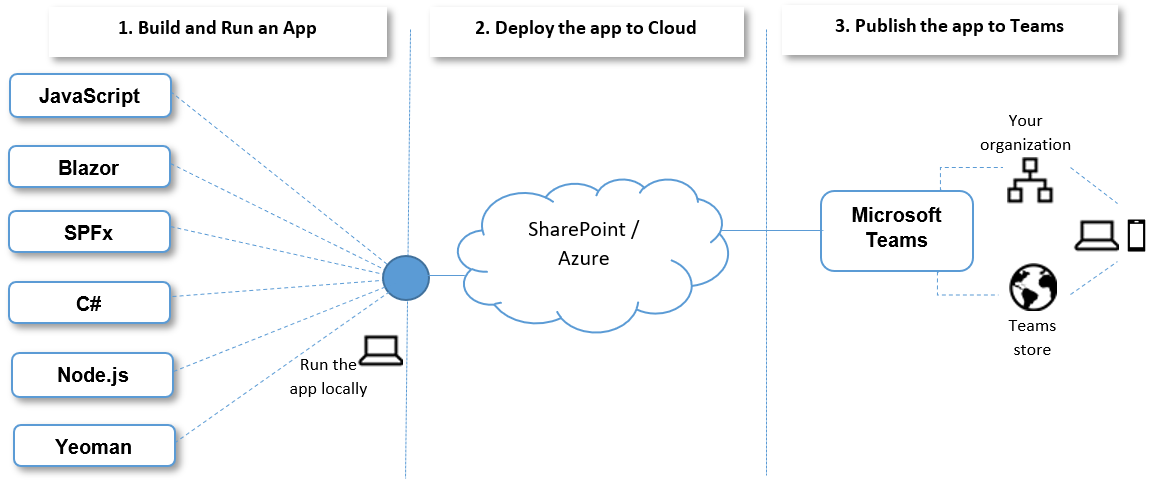 1. Build and Run an App
2. Deploy the app to Cloud
3. Publish the app to Teams
JavaScript
Blazor
SPFx
C#
Node.js
Yeoman
Run the
app locally
SharePoint /
Azure
Microsoft
Teams
Your
organization
Teams
store